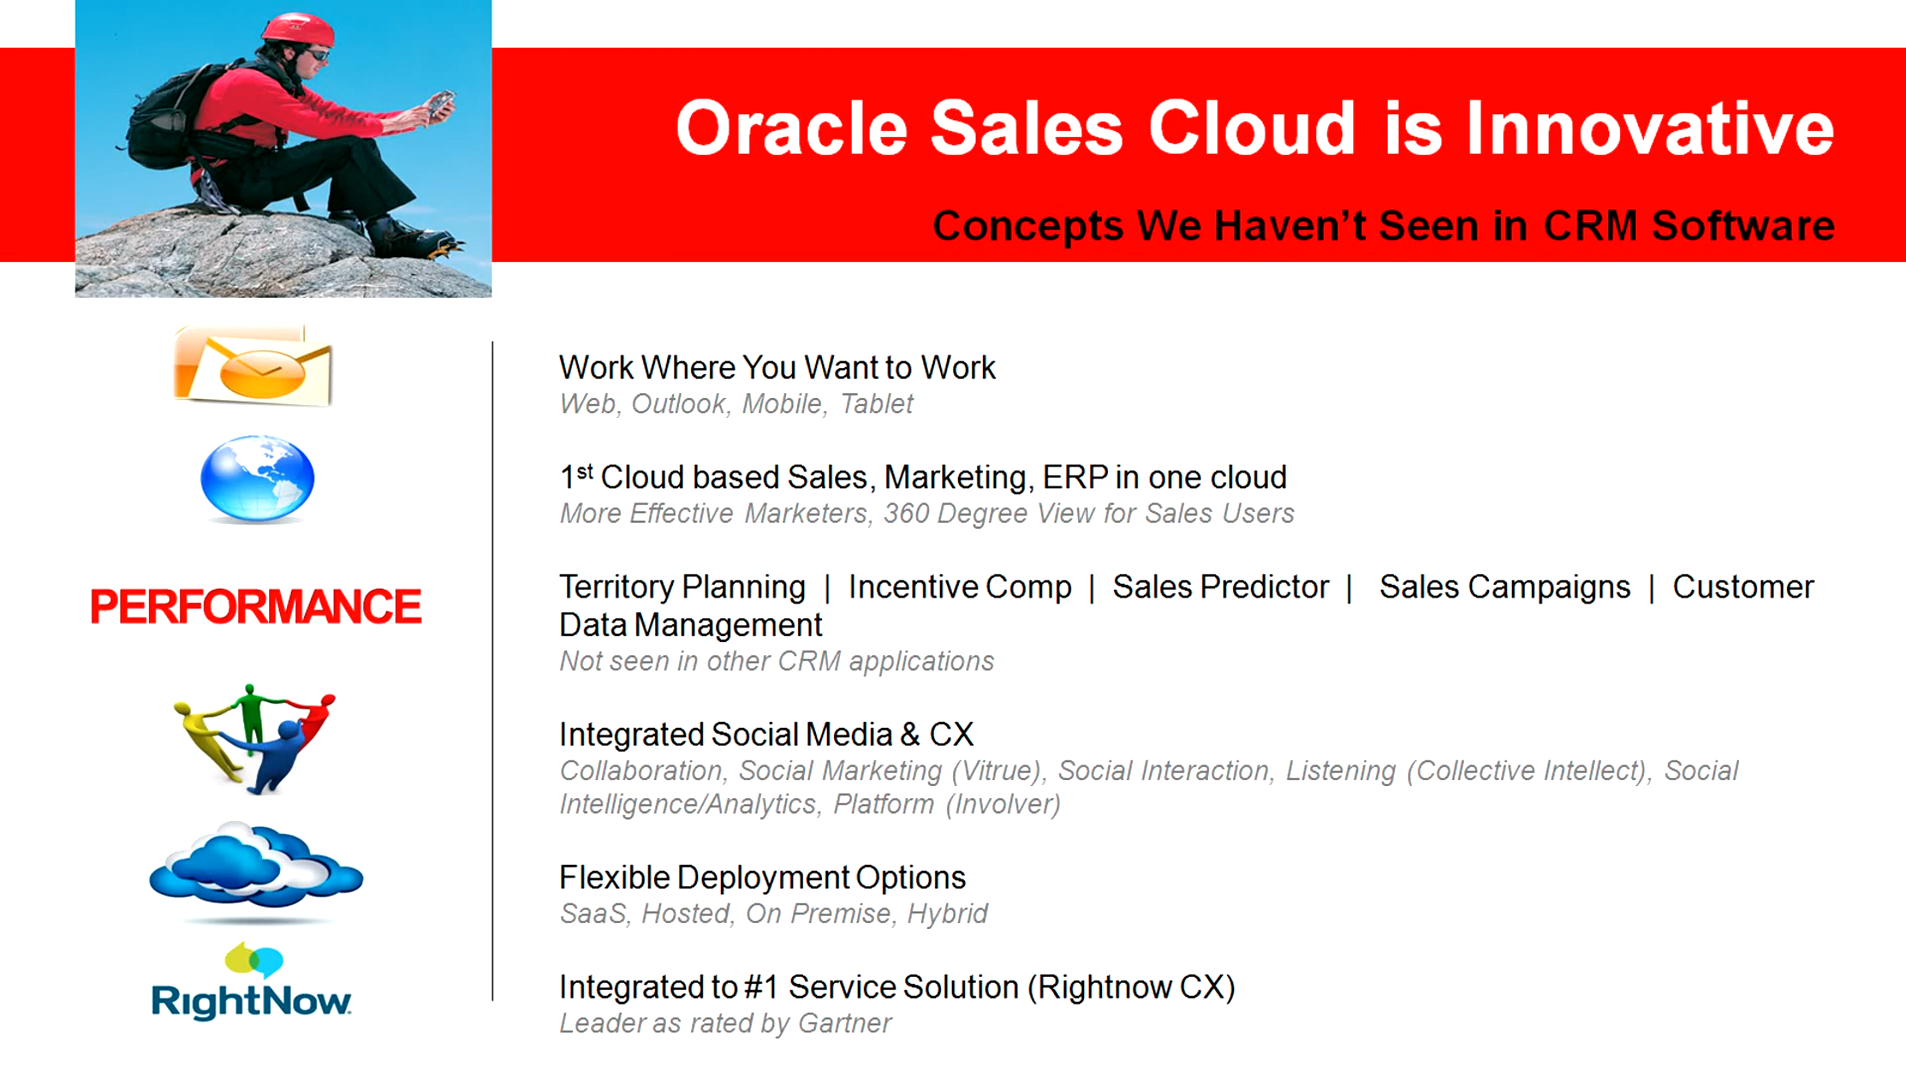 Oracle Sales Cloud is Innovative
Concepts We Haven't Seen in CRM Software
Work Where You Want to Work
Web, Outlook, Mobile, Tablet
1st Cloud based Sales, Marketing, ERP in one cloud
More Effective Marketers, 360 Degree View for Sales Users
PERFORMANCE
Territory Planning | Incentive Comp | Sales Predictor | Sales Campaigns | Customer
Data Management
Not seen in other CRM applications
Integrated Social Media & CX
Collaboration, Social Marketing (Vitrue), Social Interaction, Listening (Collective Intellect), Social
Intelligence/Analytics, Platform (Involver)
Flexible Deployment Options
SaaS, Hosted, On Premise, Hybrid
RightNow
Integrated to #1 Service Solution (Rightnow CX)
Leader as rated by Gartner